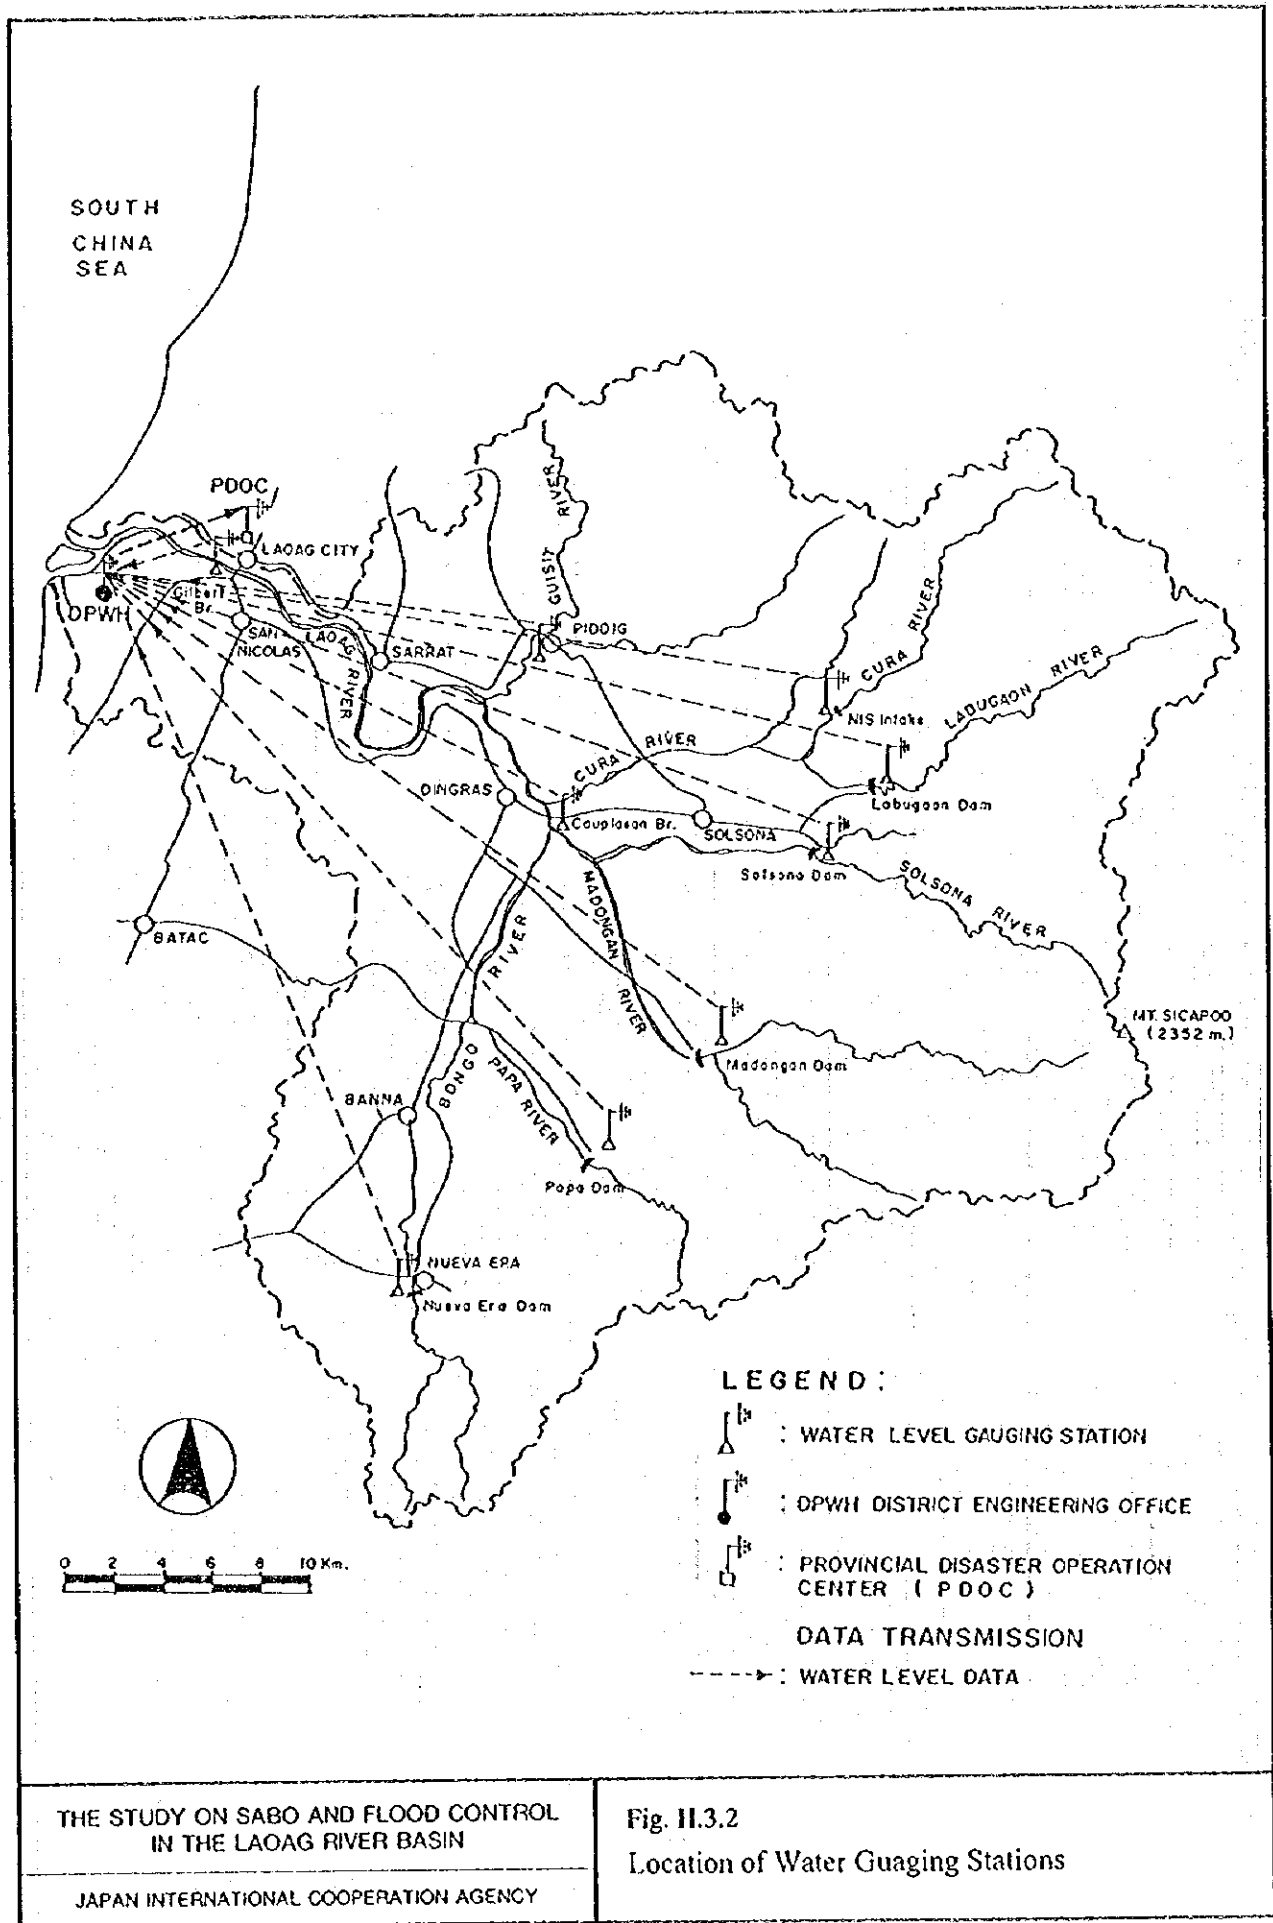 SOUTH
CHINA
SEA
PDOC
LAOAG CITY
Gilbert
Br.
DPWH
SAN
NICOLAS
LAOAG RIVER
SARRAT
GUISIT RIVER
PIDDIG
CURA RIVER
NIS Intake
LABUGAON RIVER
CURA RIVER
Labugaon Dam
DINGRAS
Cauplasan Br.
SOLSONA
Solsona Dam
SOLSONA RIVER
MADONGAN RIVER
BATAC
BONGO RIVER
MT. SICAPOO
(2352 m.)
Madongan Dam
PAPA RIVER
BANNA
Papa Dam
NUEVA ERA
Nueva Era Dam
LEGEND :
: WATER LEVEL GAUGING STATION
: DPWH DISTRICT ENGINEERING OFFICE
: PROVINCIAL DISASTER OPERATION
CENTER ( PDOC )
DATA TRANSMISSION
: WATER LEVEL DATA
0 2 4 6 8 10 Km.
THE STUDY ON SABO AND FLOOD CONTROL
IN THE LAOAG RIVER BASIN
JAPAN INTERNATIONAL COOPERATION AGENCY
Fig. II.3.2
Location of Water Guaging Stations